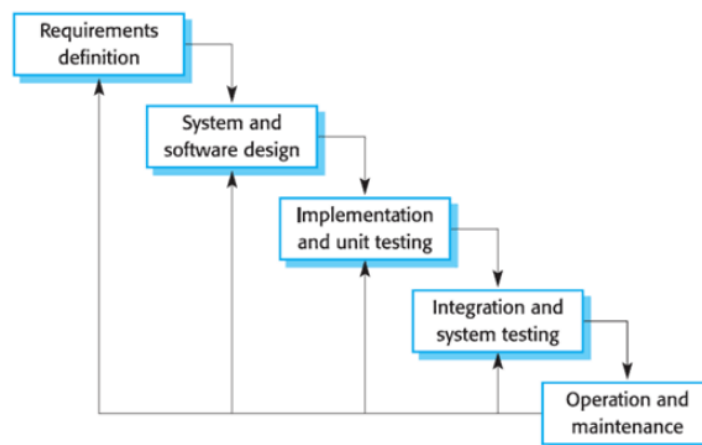 Requirements
definition
System and
software design
Implementation
and unit testing
Integration and
system testing
Operation and
maintenance